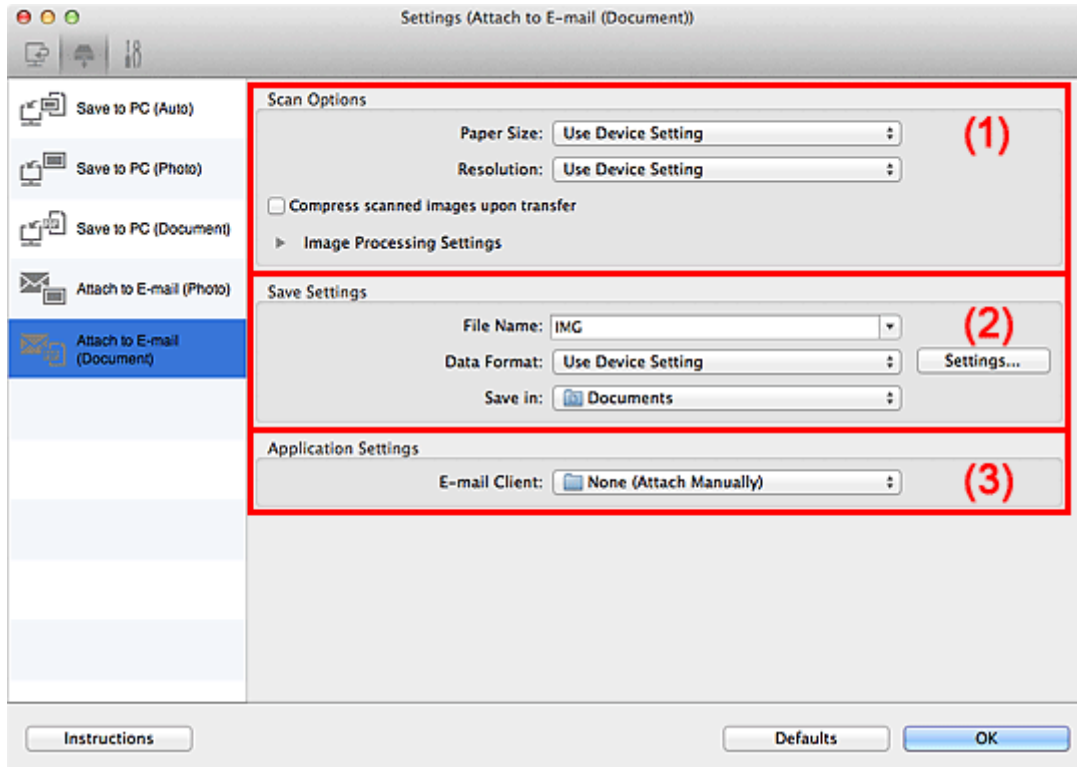 Settings (Attach to E-mail (Document))
Save to PC (Auto)
Save to PC (Photo)
Save to PC (Document)
Attach to E-mail (Photo)
Attach to E-mail
(Document)
Scan Options
(1)
Paper Size: Use Device Setting
Resolution: Use Device Setting
Compress scanned images upon transfer
Image Processing Settings
Save Settings
(2)
File Name: IMG
Data Format: Use Device Setting Settings...
Save in: Documents
Application Settings
(3)
E-mail Client: None (Attach Manually)
Instructions Defaults OK